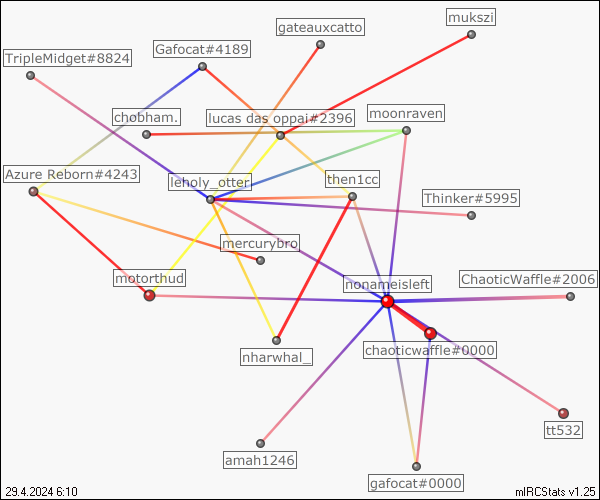 mukszi
gateauxcatto
Gafocat#4189
TripleMidget#8824
chobham.
lucas das oppai#2396
moonraven
Azure Reborn#4243
leholy_otter
then1cc
Thinker#5995
mercurybro
motorthud
nonameisleft
ChaoticWaffle#2006
nharwhal_
chaoticwaffle#0000
tt532
amah1246
gafocat#0000
29.4.2024 6:10
mIRCStats v1.25